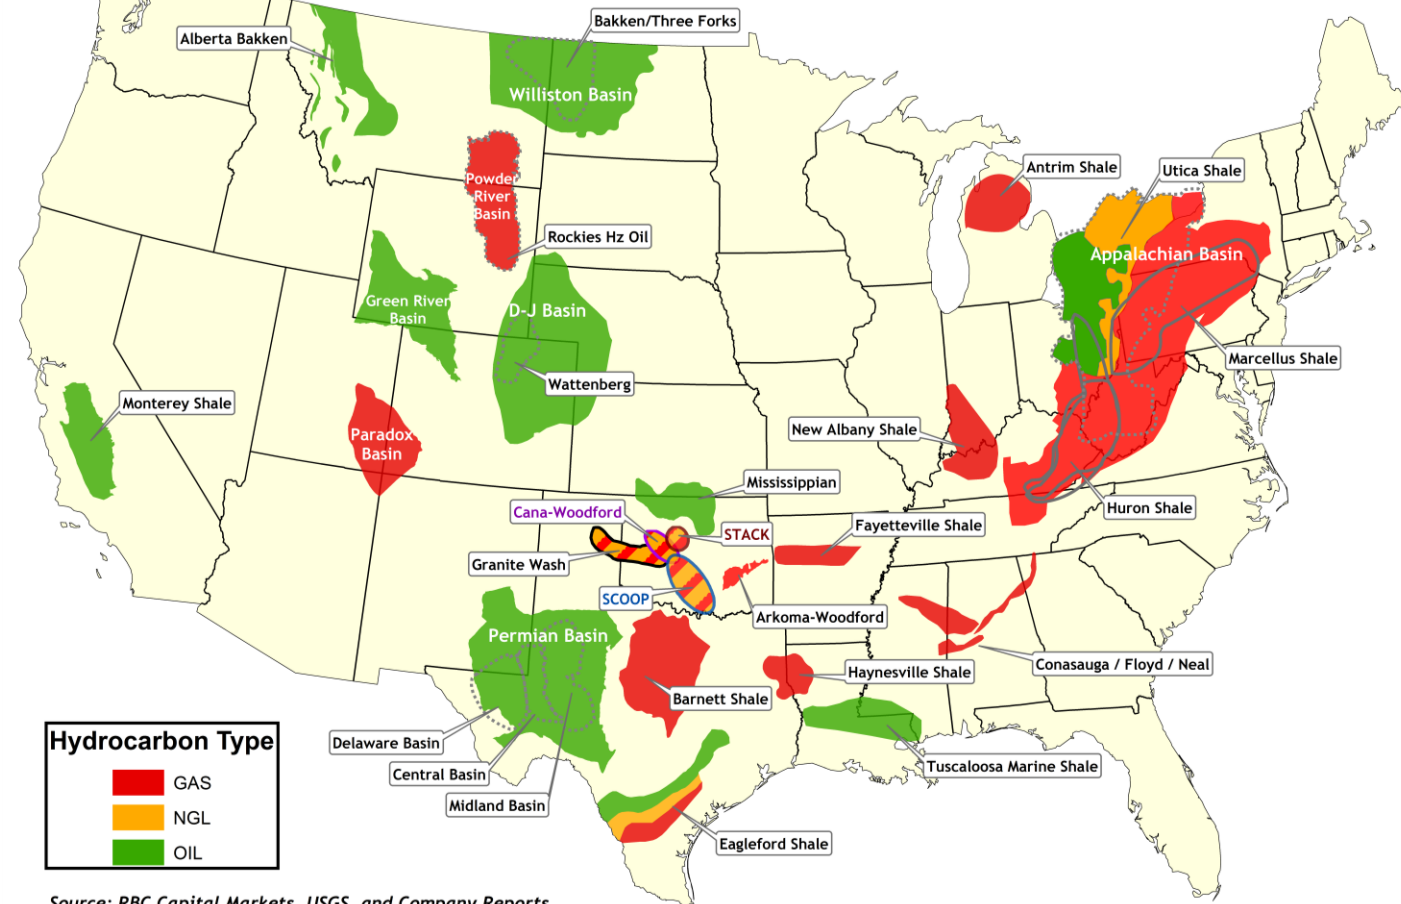 Bakken/Three Forks
Alberta Bakken
Williston Basin
Antrim Shale
Utica Shale
Powder
River
Basin
Rockies Hz Oil
Appalachian Basin
Green River
Basin
D-J Basin
Marcellus Shale
Wattenberg
Monterey Shale
New Albany Shale
Paradox
Basin
Mississippian
Huron Shale
Cana-Woodford
Fayetteville Shale
STACK
Granite Wash
SCOOP
Arkoma-Woodford
Permian Basin
Conasauga / Floyd / Neal
Haynesville Shale
Barnett Shale
Delaware Basin
Tuscaloosa Marine Shale
Central Basin
Midland Basin
Eagleford Shale
Hydrocarbon Type
GAS
NGL
OIL
Source: RBC Capital Markets, USGS, and Company Reports